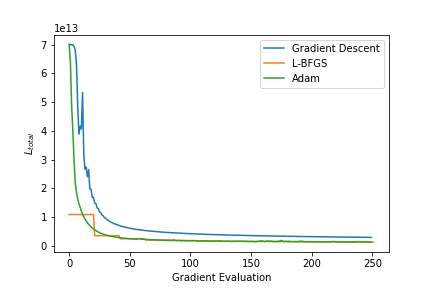 1e13
7
6
5
4
3
2
1
0
L_total
0 50 100 150 200 250
Gradient Evaluation
Gradient Descent
L-BFGS
Adam